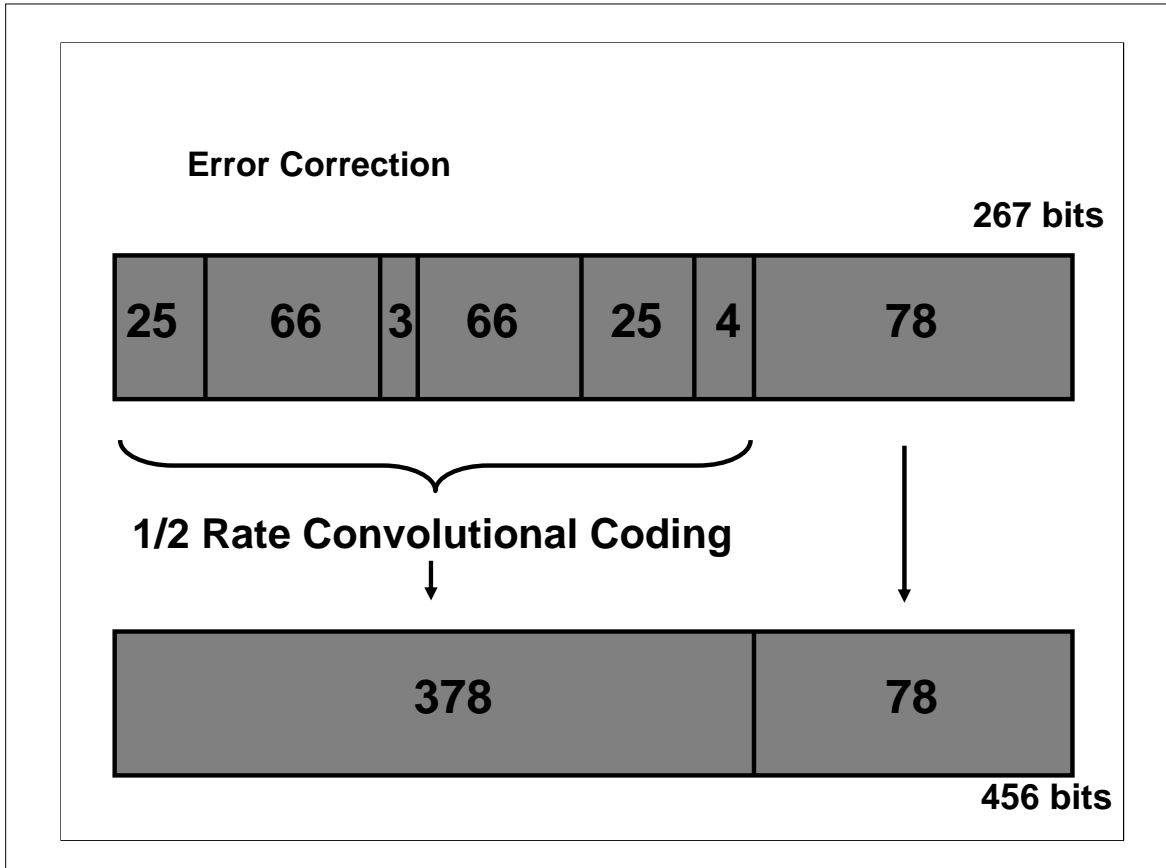 Error Correction
267 bits
25 66 3 66 25 4 78
1/2 Rate Convolutional Coding
378 78
456 bits